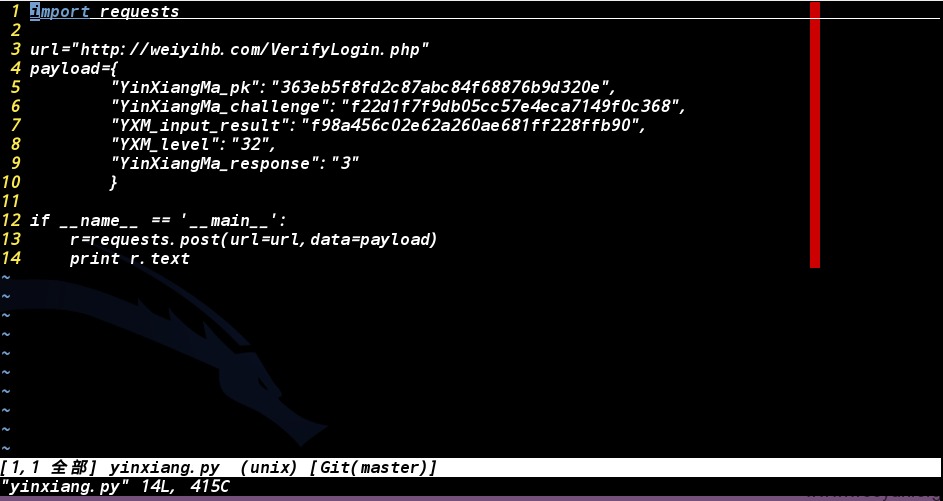 1 import requests
2
3 url="http://weiyihb.com/VerifyLogin.php"
4 payload={
5         "YinXiangMa_pk":"363eb5f8fd2c87abc84f68876b9d320e",
6         "YinXiangMa_challenge":"f22d1f7f9db05cc57e4eca7149f0c368",
7         "YXM_input_result":"f98a456c02e62a260ae681ff228ffb90",
8         "YXM_level":"32",
9         "YinXiangMa_response":"3"
10         }
11
12 if __name__ == '__main__':
13     r=requests.post(url=url,data=payload)
14     print r.text
~
~
~
~
~
~
~
~
~
~
[1,1 全部] yinxiang.py  (unix) [Git(master)]
"yinxiang.py" 14L, 415C